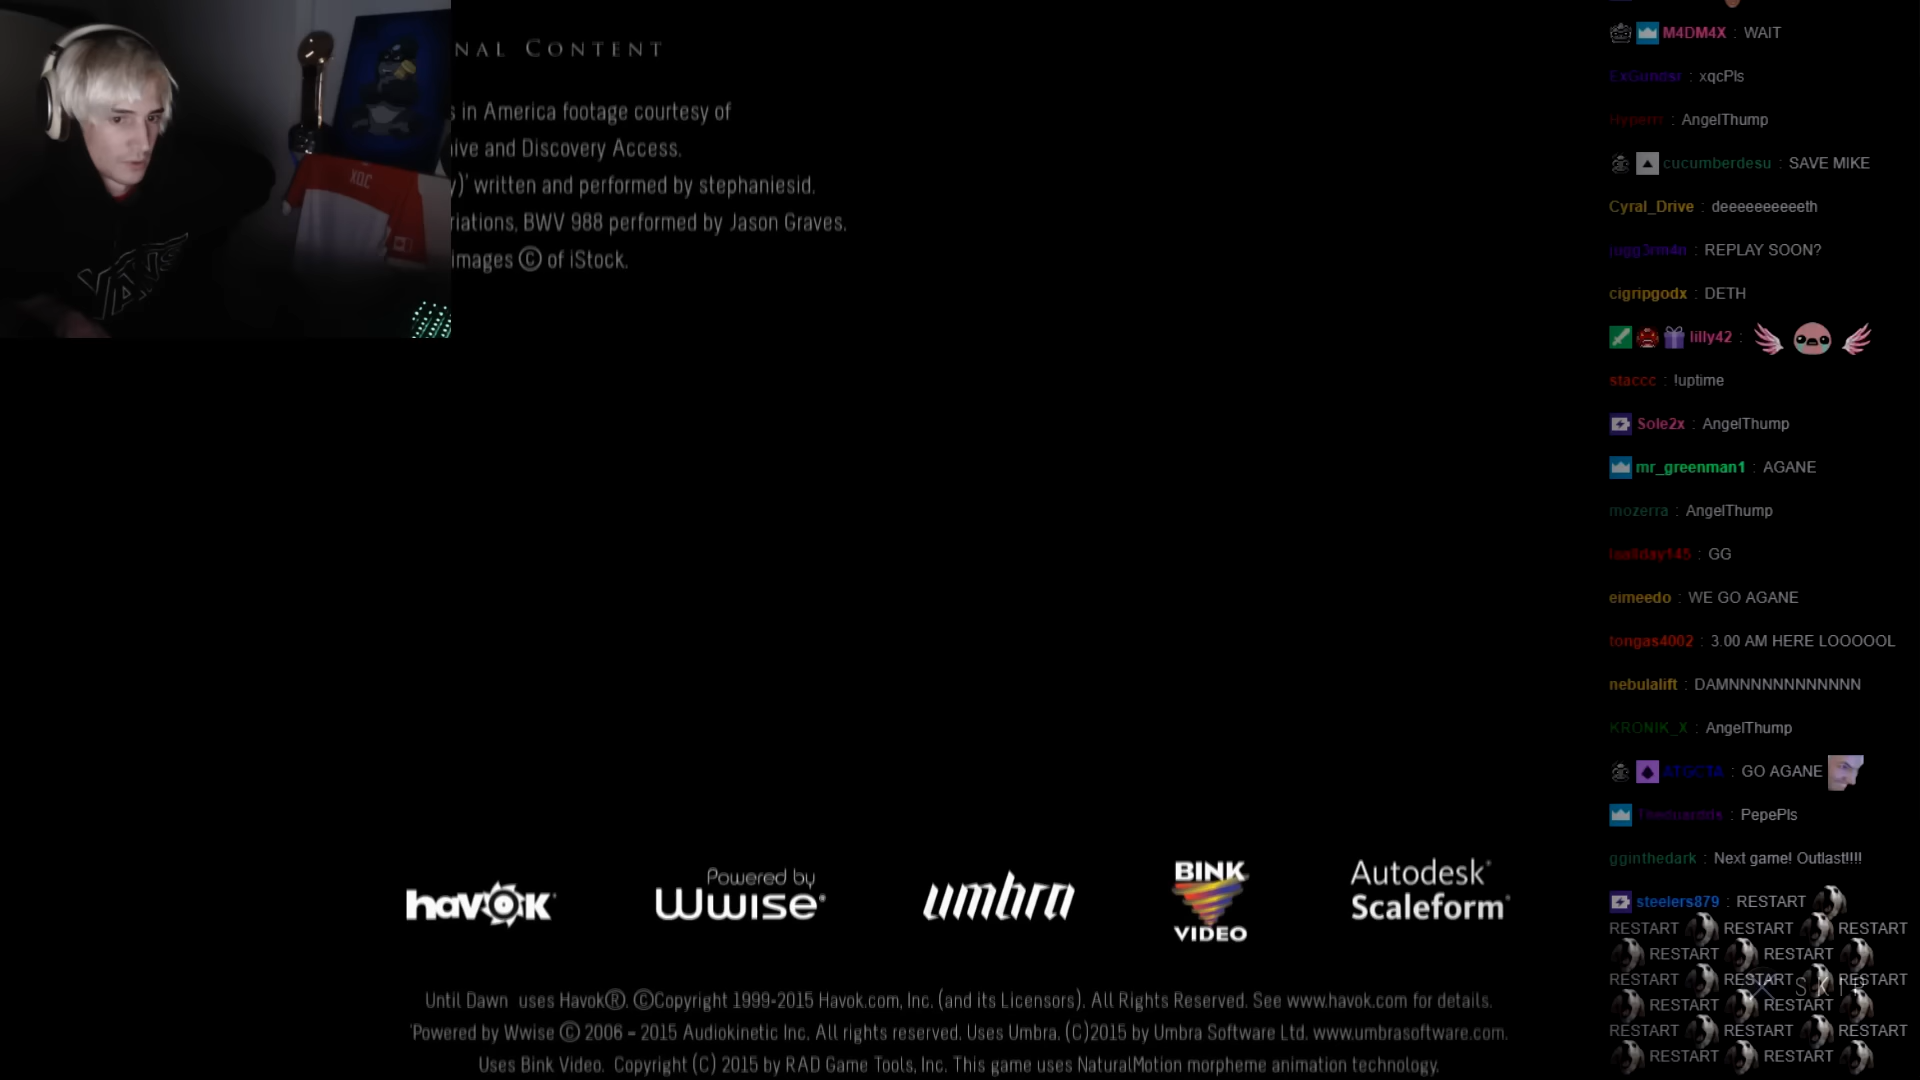 NAL CONTENT
s in America footage courtesy of
ive and Discovery Access.
y)' written and performed by stephaniesid.
riations, BWV 988 performed by Jason Graves.
images © of iStock.
XQC
VANS
havok
Powered by
Wwise
umbra
BINK
VIDEO
Autodesk®
Scaleform®
Until Dawn uses Havok®. ©Copyright 1999-2015 Havok.com, Inc. (and its Licensors). All Rights Reserved. See www.havok.com for details.
'Powered by Wwise © 2006 – 2015 Audiokinetic Inc. All rights reserved. Uses Umbra. (C)2015 by Umbra Software Ltd. www.umbrasoftware.com.
Uses Bink Video. Copyright (C) 2015 by RAD Game Tools, Inc. This game uses NaturalMotion morpheme animation technology.
M4DM4X : WAIT
ExGunner : xqcPls
Hyperrr : AngelThump
cucumberdesu : SAVE MIKE
Cyral_Drive : deeeeeeeeeeth
jugg3rm4n : REPLAY SOON?
cigripgodx : DETH
lilly42 :
staccc : !uptime
Sole2x : AngelThump
mr_greenman1 : AGANE
mozerra : AngelThump
: GG
eimeedo : WE GO AGANE
tongas4002 : 3.00 AM HERE LOOOOOL
nebulalift : DAMNNNNNNNNNNNN
KRONIK_X : AngelThump
ATGCTA : GO AGANE
: PepePls
gginthedark : Next game! Outlast!!!!
steelers879 : RESTART
RESTART RESTART RESTART
RESTART RESTART
RESTART RESTART RESTART
SKIP
RESTART RESTART
RESTART RESTART RESTART
RESTART RESTART